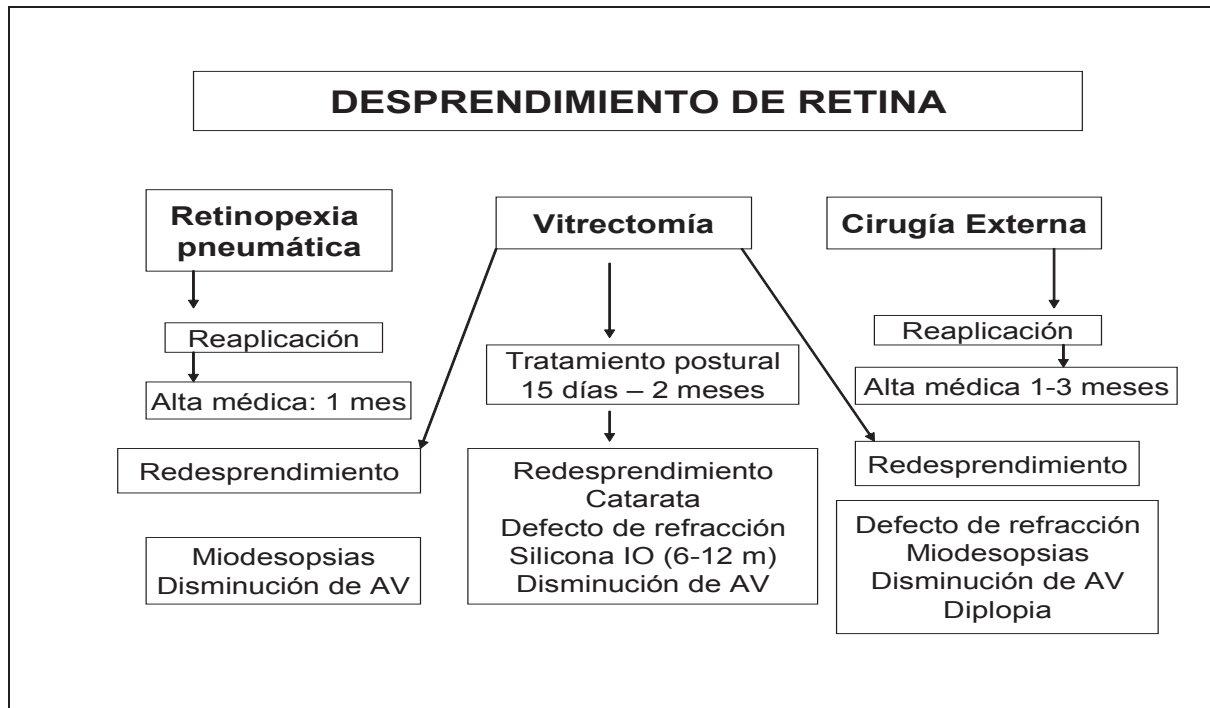 DESPRENDIMIENTO DE RETINA
Retinopexia
pneumática
Reaplicación
Alta médica: 1 mes
Redesprendimiento
Miodesopsias
Disminución de AV
Vitrectomía
Tratamiento postural
15 días – 2 meses
Redesprendimiento
Catarata
Defecto de refracción
Silicona IO (6-12 m)
Disminución de AV
Cirugía Externa
Reaplicación
Alta médica 1-3 meses
Redesprendimiento
Defecto de refracción
Miodesopsias
Disminución de AV
Diplopia